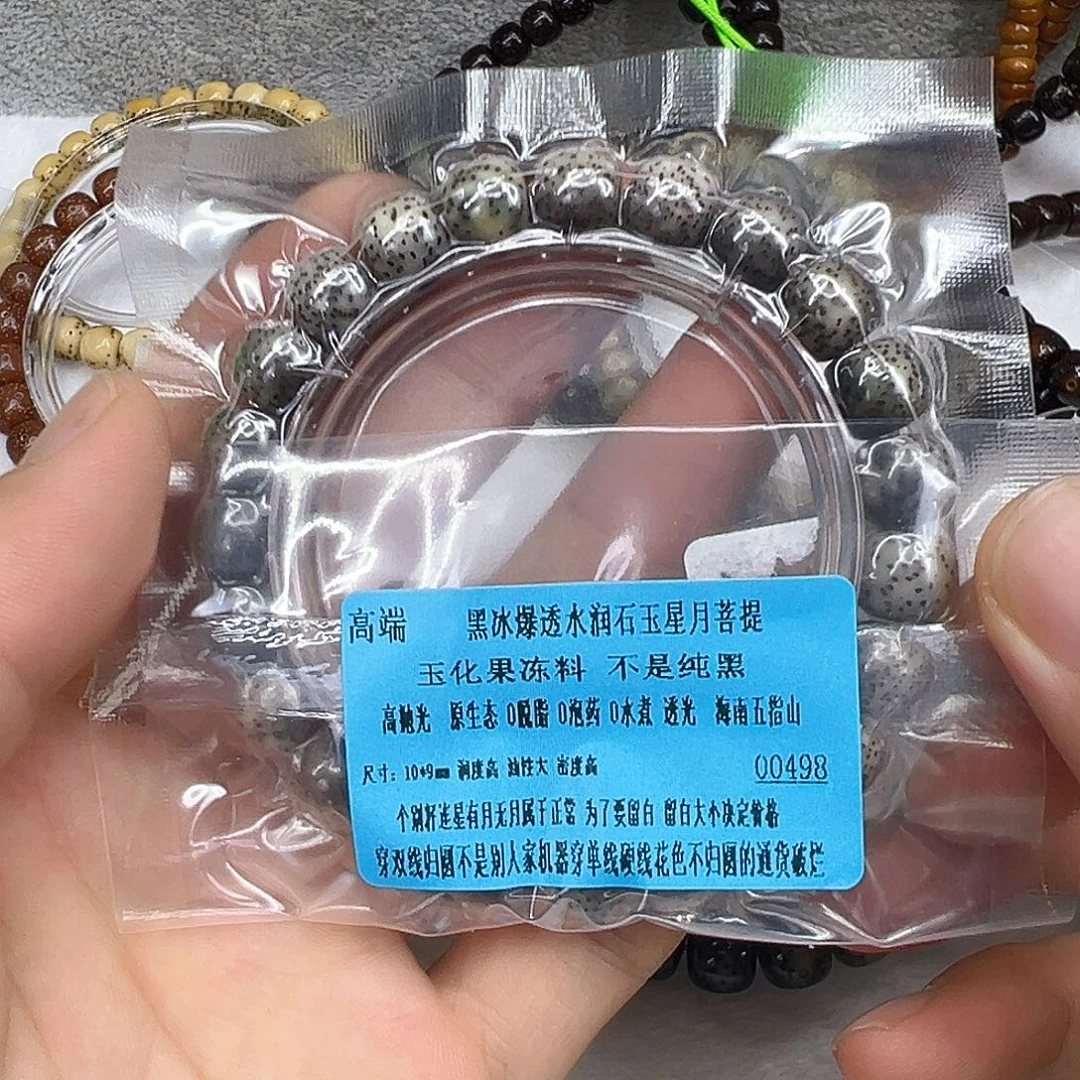 高端 黑冰爆透水润石玉星月菩提
玉化果冻料 不是纯黑
高抛光 原生态 0脱脂 0泡药 0水煮 透光 海南五指山
尺寸：10*9mm 润度高 油性大 密度高 00498
个别籽连星有月无月属于正常 为了要留白 留白大小决定价格
穿双线归圆不是别人家机器穿单线硬线花色不归圆的通货破烂